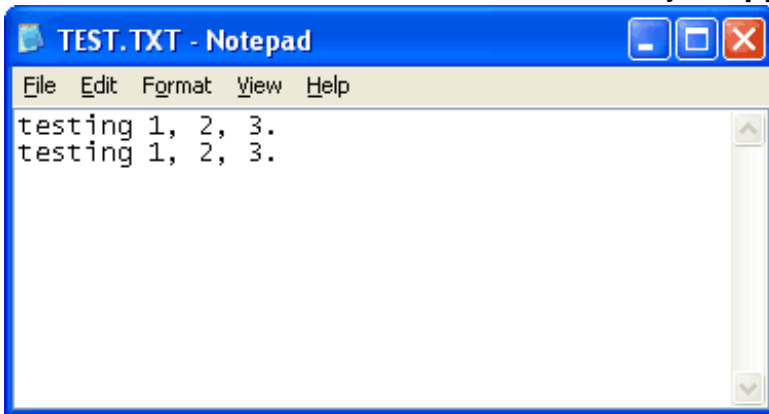 TEST.TXT - Notepad
File Edit Format View Help
testing 1, 2, 3.
testing 1, 2, 3.